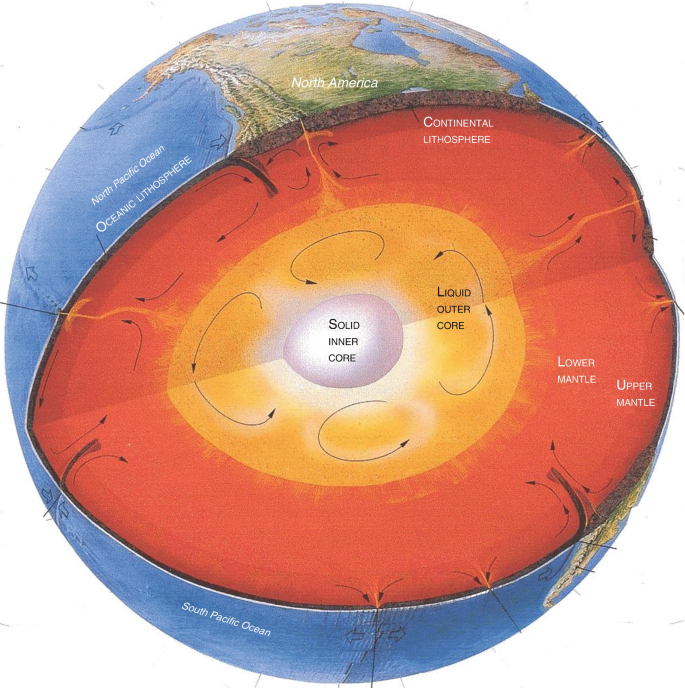 North America
CONTINENTAL
LITHOSPHERE
North Pacific Ocean
OCEANIC LITHOSPHERE
LIQUID
OUTER
CORE
SOLID
INNER
CORE
LOWER
MANTLE
UPPER
MANTLE
South Pacific Ocean